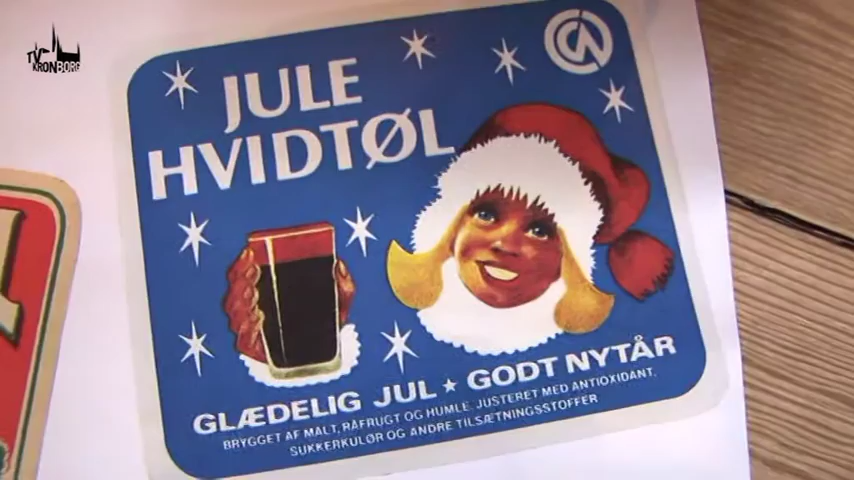 TV
KRONBORG
JULE
HVIDTØL
GLÆDELIG JUL ★ GODT NYTÅR
BRYGGET AF MALT, RÅFRUGT OG HUMLE. JUSTERET MED ANTIOXIDANT,
SUKKERKULØR OG ANDRE TILSÆTNINGSSTOFFER